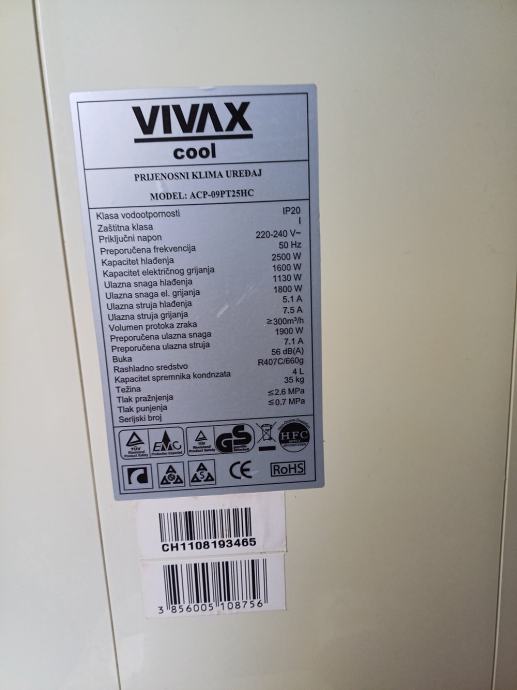 VIVAX
cool
PRIJENOSNI KLIMA UREĐAJ
MODEL: ACP-09PT25HC
Klasa vodootpornosti IP20
Zaštitna klasa I
Priključni napon 220-240 V~
Preporučena frekvencija 50 Hz
Kapacitet hlađenja 2500 W
Kapacitet električnog grijanja 1600 W
Ulazna snaga hlađenja 1130 W
Ulazna snaga el. grijanja 1800 W
Ulazna struja hlađenja 5.1 A
Ulazna struja grijanja 7.5 A
Volumen protoka zraka ≥300m³/h
Preporučena ulazna snaga 1900 W
Preporučena ulazna struja 7.1 A
Buka 56 dB(A)
Rashladno sredstvo R407C/660g
Kapacitet spremnika kondnzata 4 L
Težina 35 kg
Tlak pražnjenja ≤2.6 MPa
Tlak punjenja ≤0.7 MPa
Serijski broj
GS HFC
CE RoHS
CH1108193465
3 856005 108756